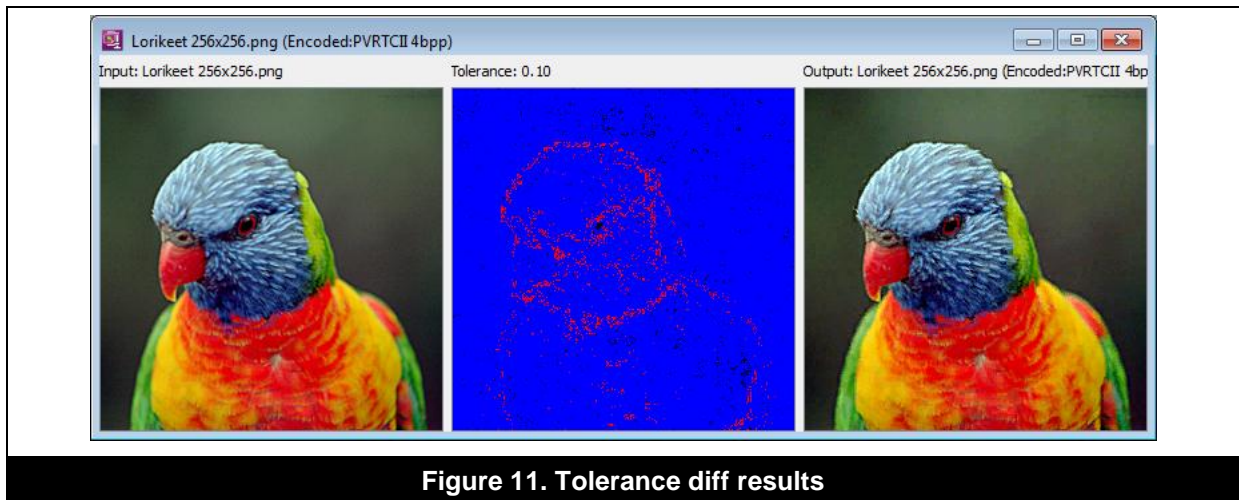 Lorikeet 256x256.png (Encoded:PVRTCII 4bpp)
Input: Lorikeet 256x256.png
Tolerance: 0.10
Output: Lorikeet 256x256.png (Encoded:PVRTCII 4bp
Figure 11. Tolerance diff results